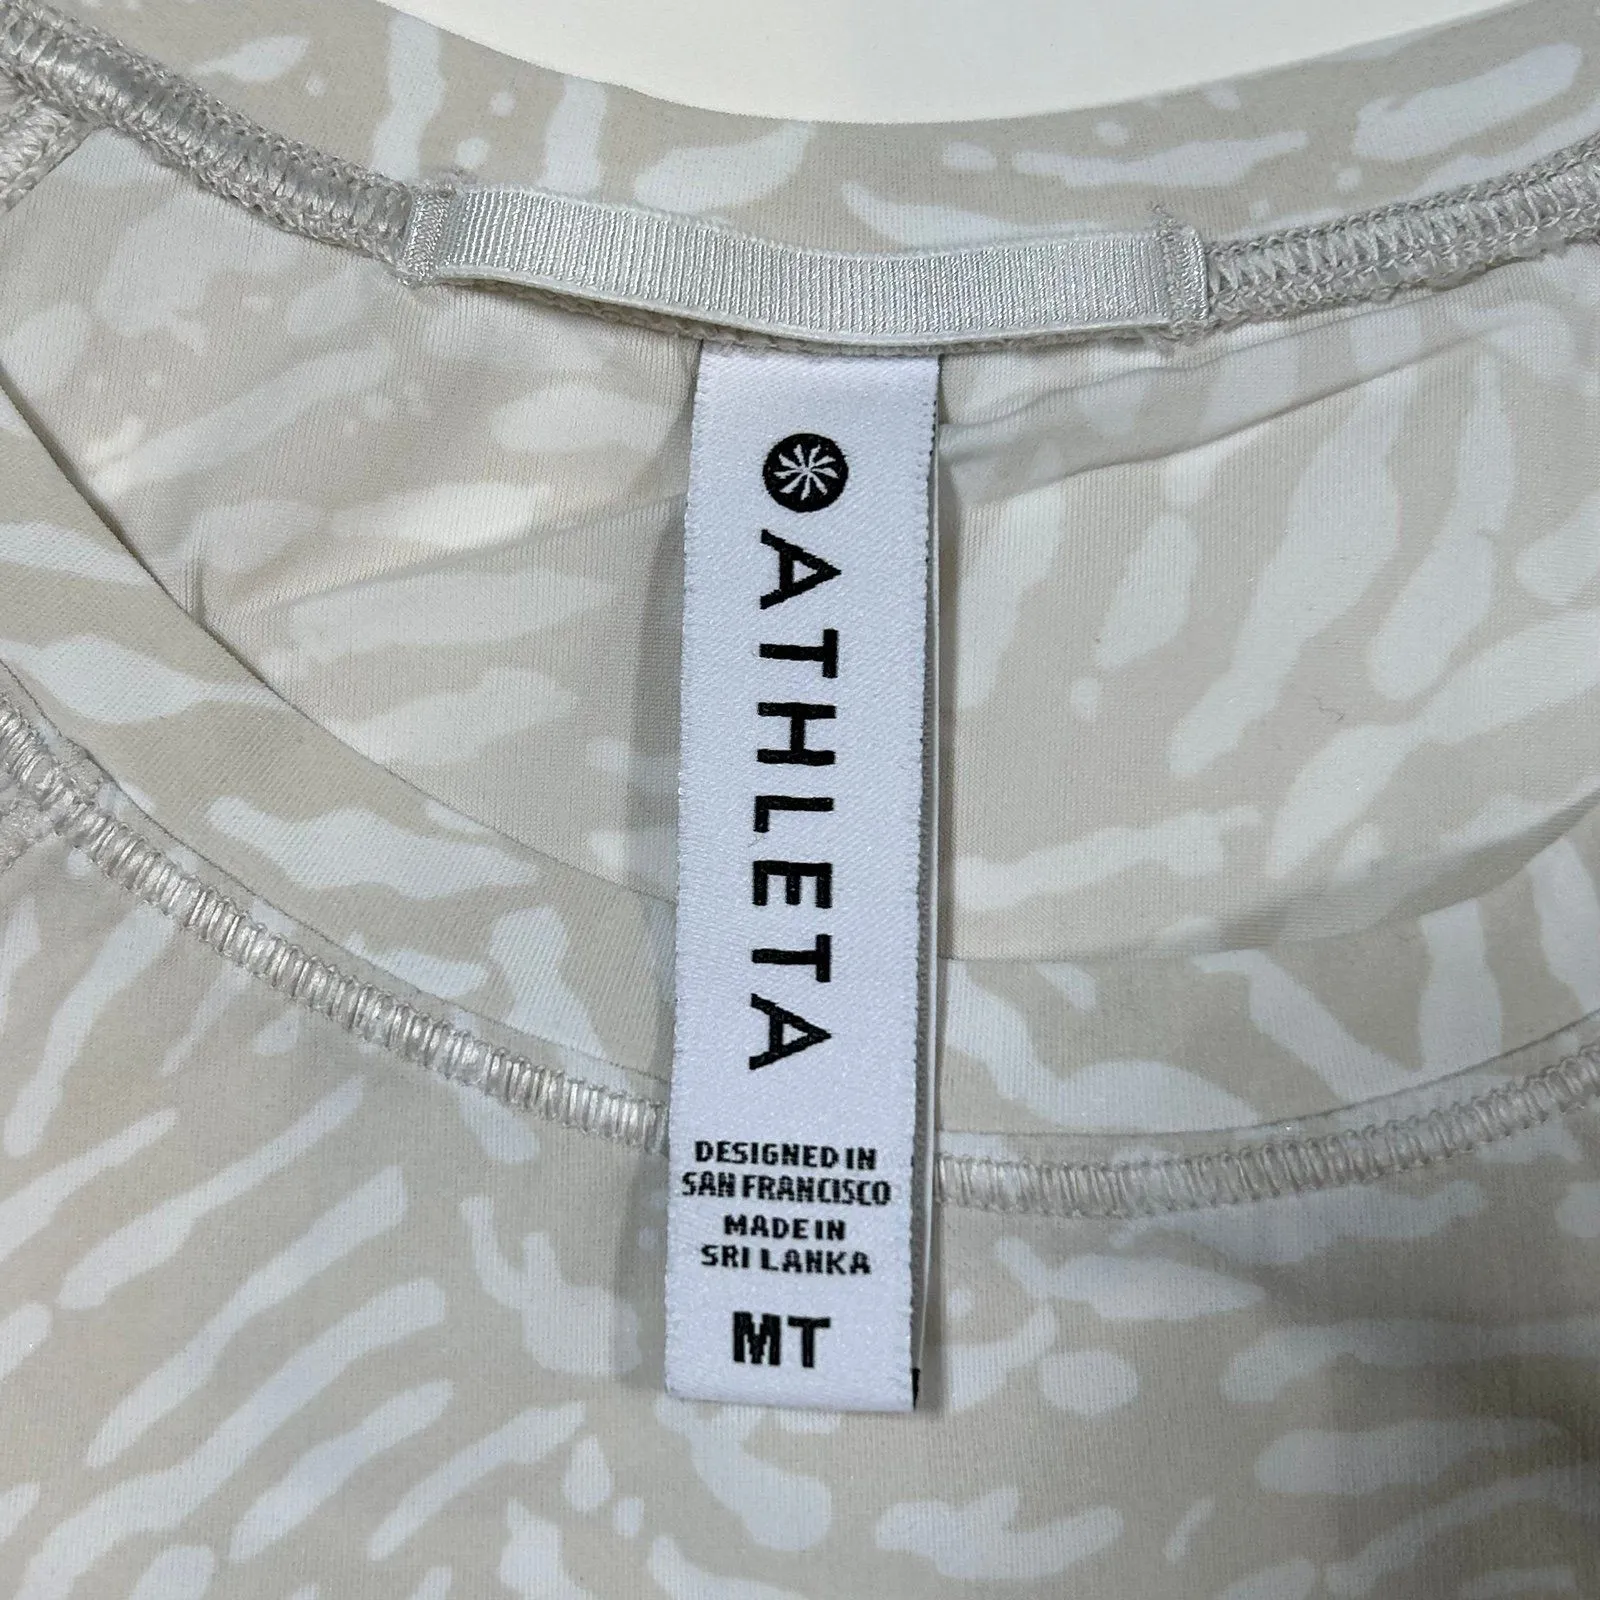 ATHLETA
DESIGNED IN
SAN FRANCISCO
MADE IN
SRI LANKA
MT